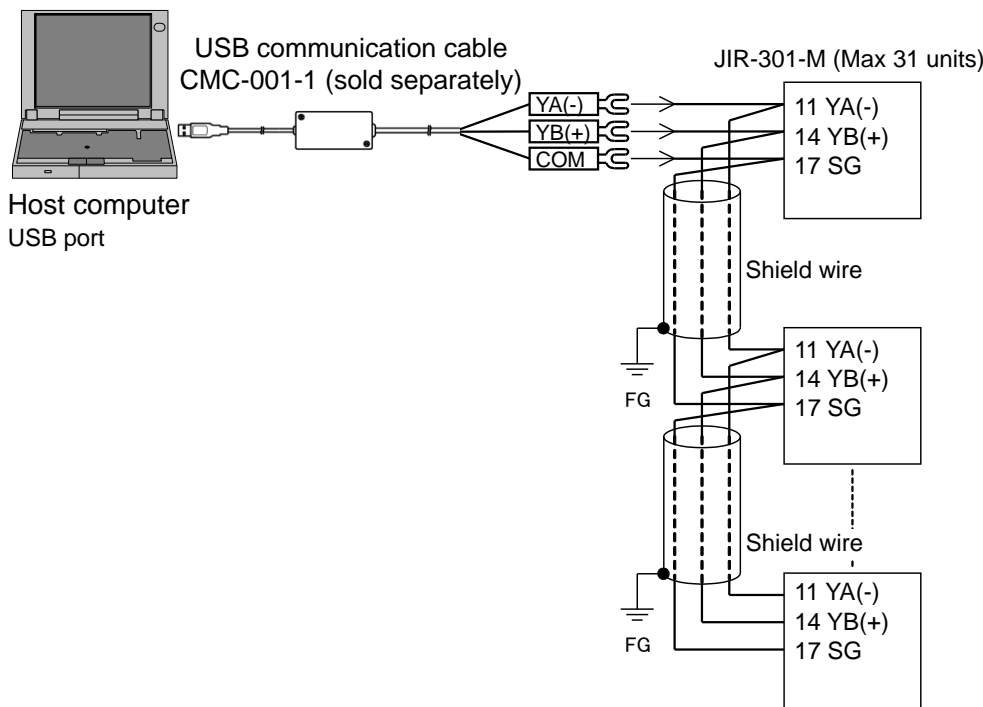 USB communication cable
CMC-001-1 (sold separately)
JIR-301-M (Max 31 units)
YA(-)
YB(+)
COM
11 YA(-)
14 YB(+)
17 SG
Host computer
USB port
Shield wire
FG
11 YA(-)
14 YB(+)
17 SG
Shield wire
FG
11 YA(-)
14 YB(+)
17 SG